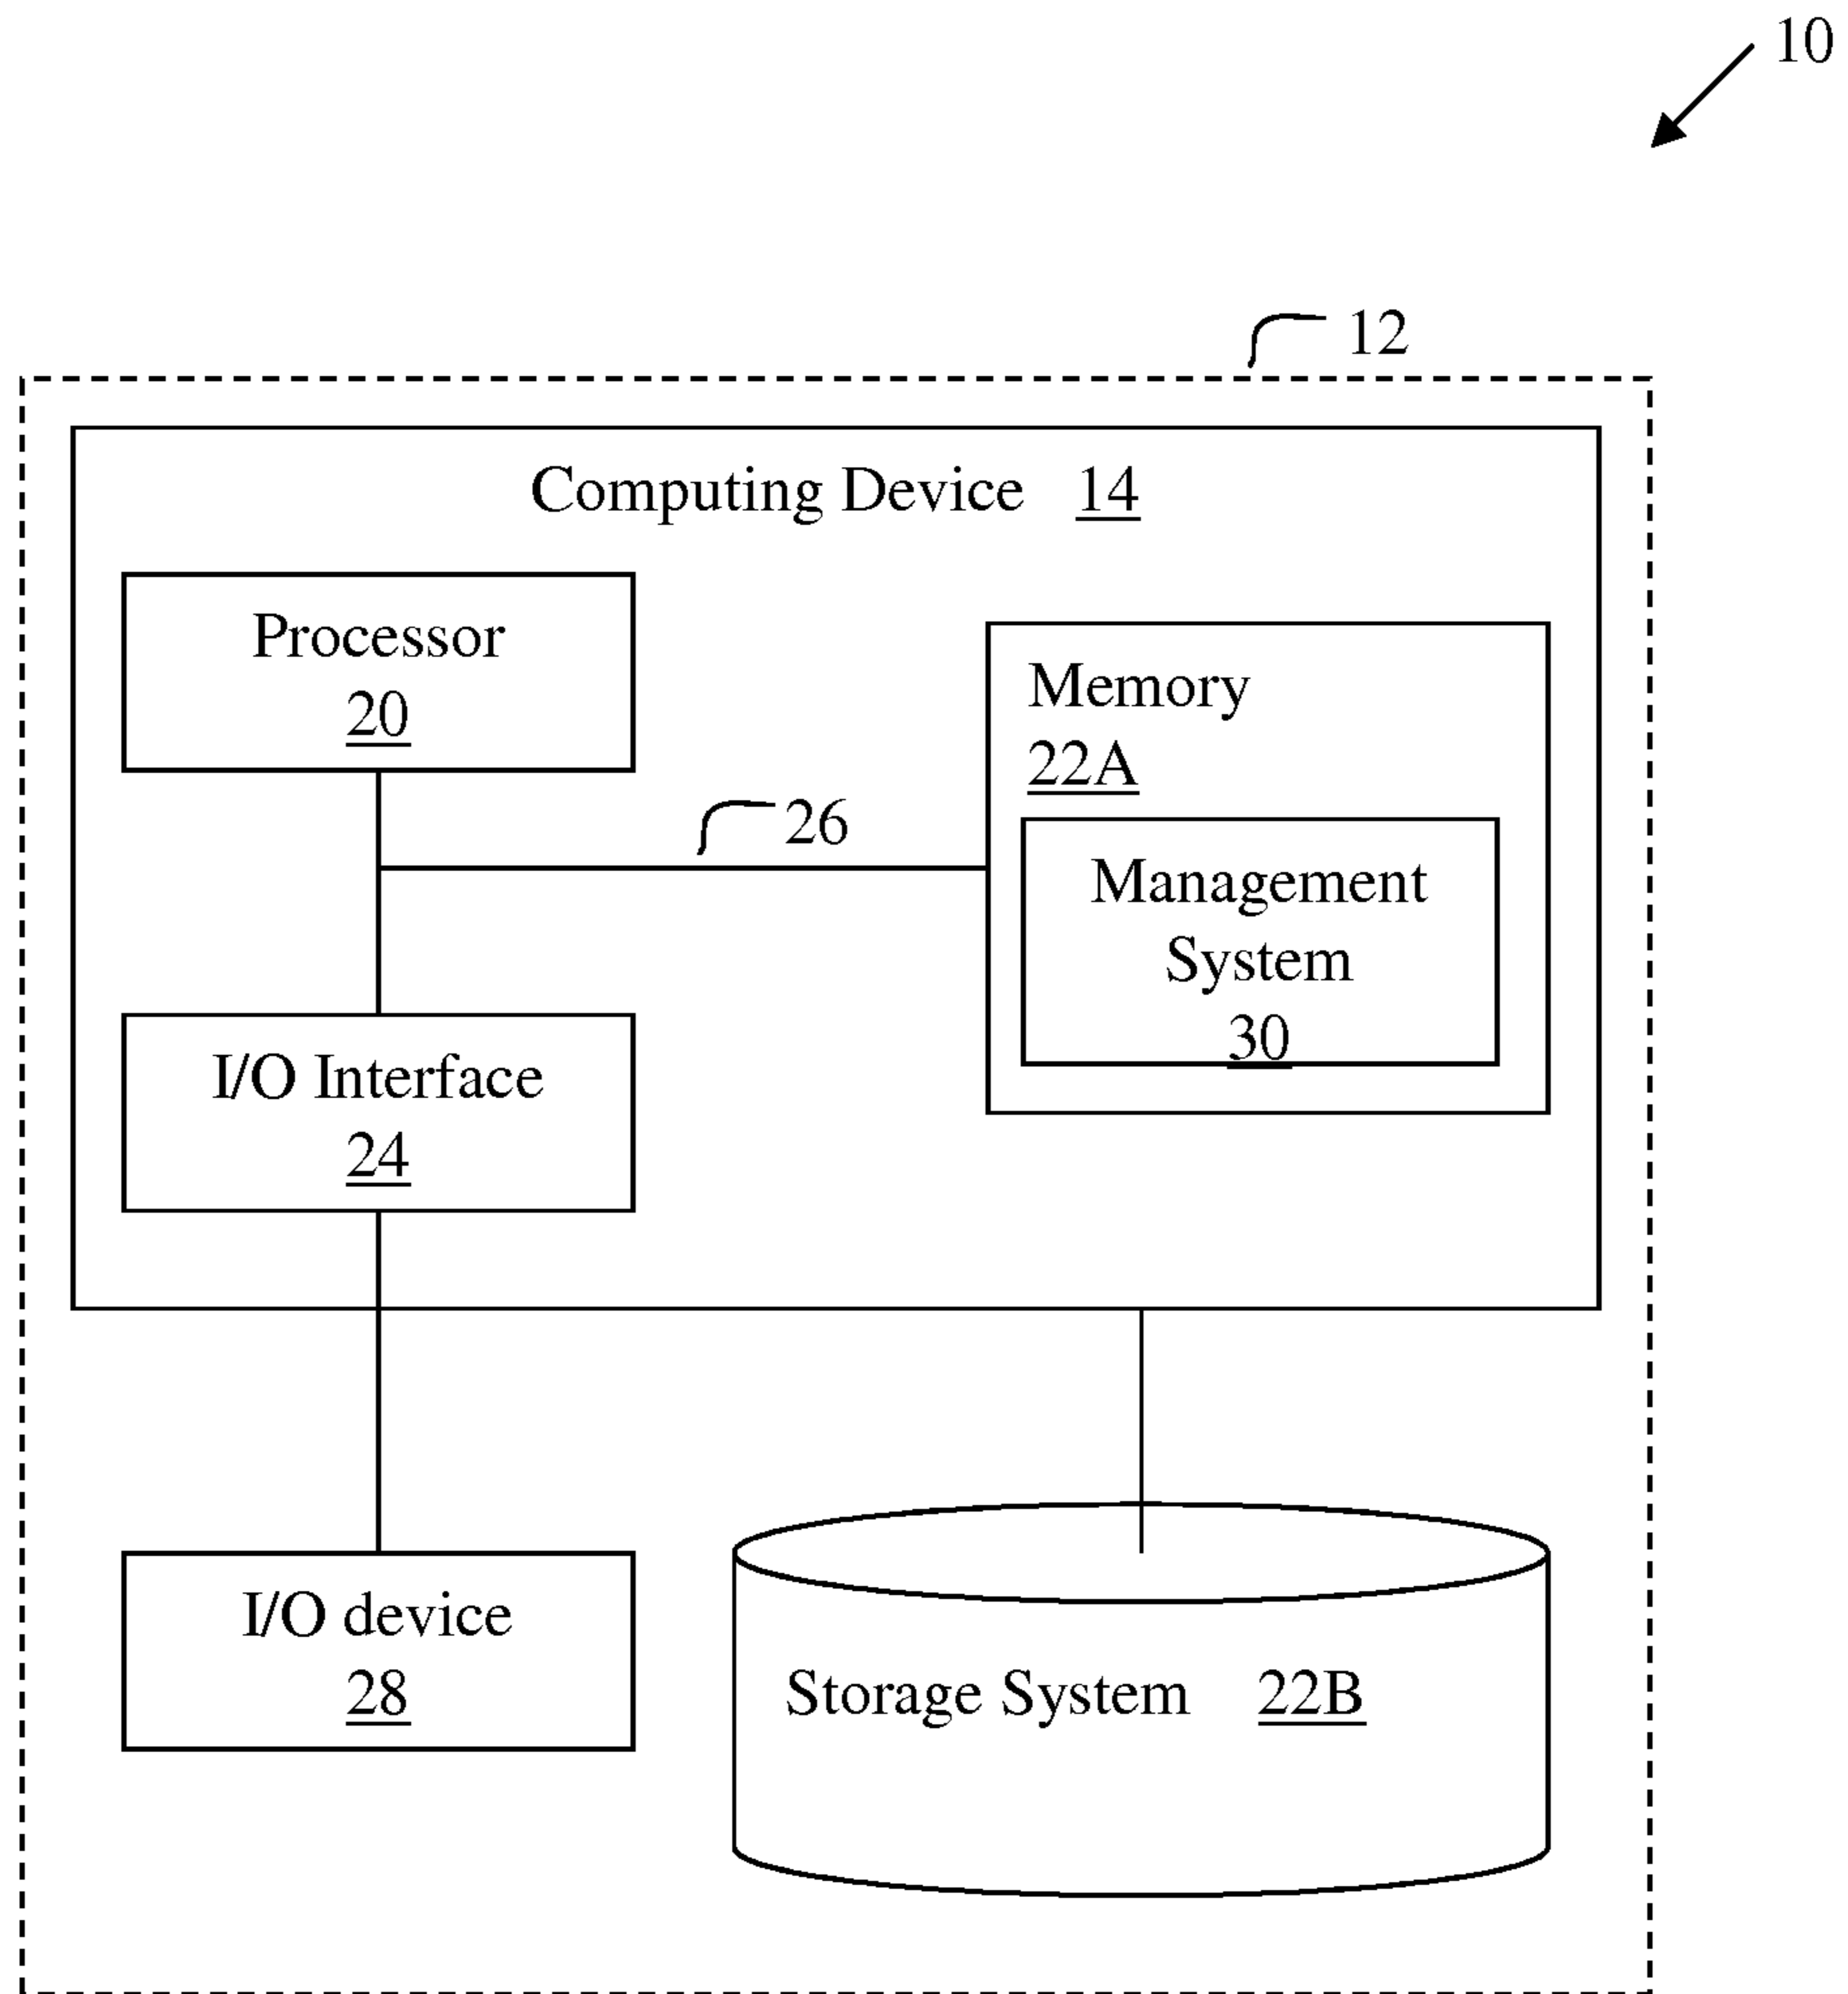 10
12
Computing Device 14
Processor
20
Memory
22A
26
Management
System
30
I/O Interface
24
I/O device
28
Storage System 22B